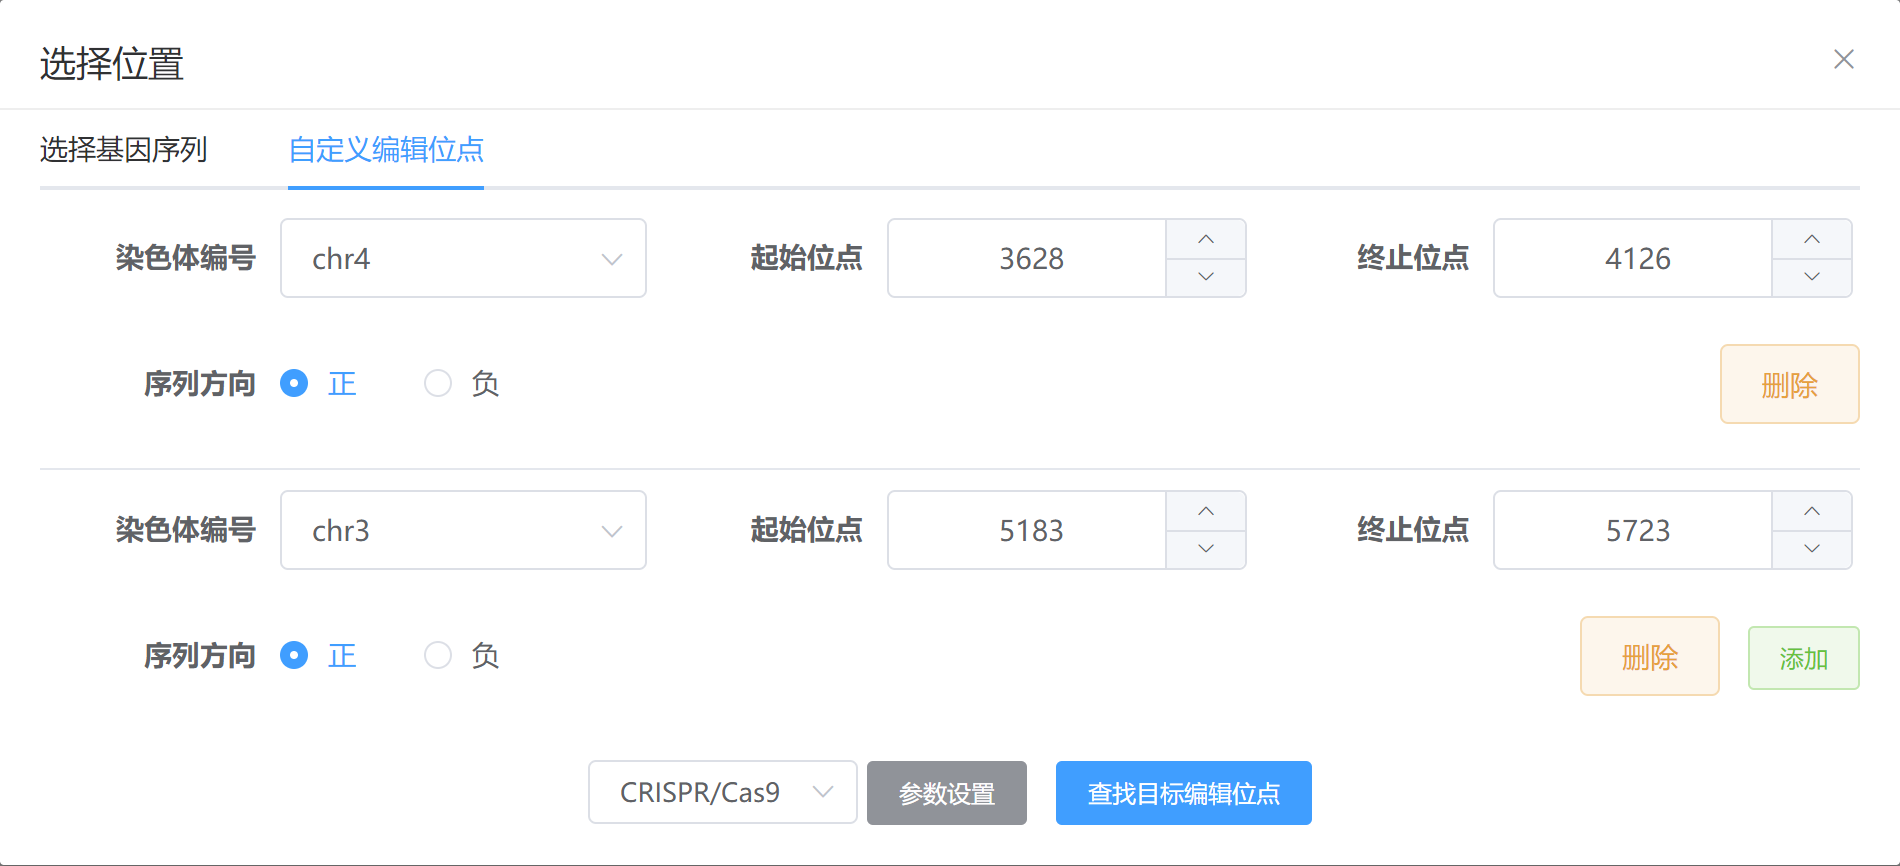 选择位置
选择基因序列 自定义编辑位点
染色体编号 chr4 起始位点 3628 终止位点 4126
序列方向 正 负 删除
染色体编号 chr3 起始位点 5183 终止位点 5723
序列方向 正 负 删除 添加
CRISPR/Cas9 参数设置 查找目标编辑位点